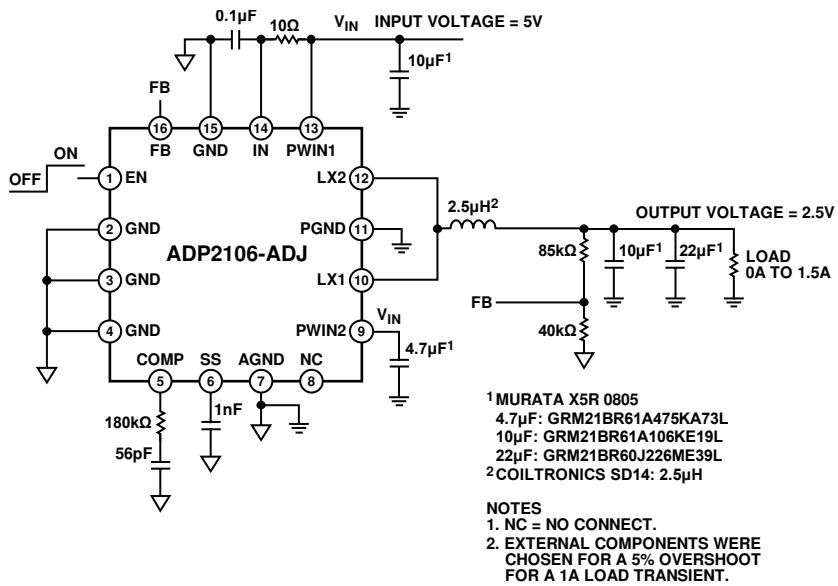 0.1μF
10Ω
VIN
INPUT VOLTAGE = 5V
10μF1
FB
16
15
14
13
FB
GND
IN
PWIN1
ON
OFF
1
EN
LX2
12
2.5μH2
OUTPUT VOLTAGE = 2.5V
2
GND
PGND
11
85kΩ
10μF1
22μF1
LOAD
0A TO 1.5A
ADP2106-ADJ
3
GND
LX1
10
FB
4
GND
VIN
PWIN2
9
4.7μF1
40kΩ
COMP
SS
AGND
NC
5
6
7
8
180kΩ
1nF
56pF
1 MURATA X5R 0805
4.7μF: GRM21BR61A475KA73L
10μF: GRM21BR61A106KE19L
22μF: GRM21BR60J226ME39L
2 COILTRONICS SD14: 2.5μH
NOTES
1. NC = NO CONNECT.
2. EXTERNAL COMPONENTS WERE
CHOSEN FOR A 5% OVERSHOOT
FOR A 1A LOAD TRANSIENT.